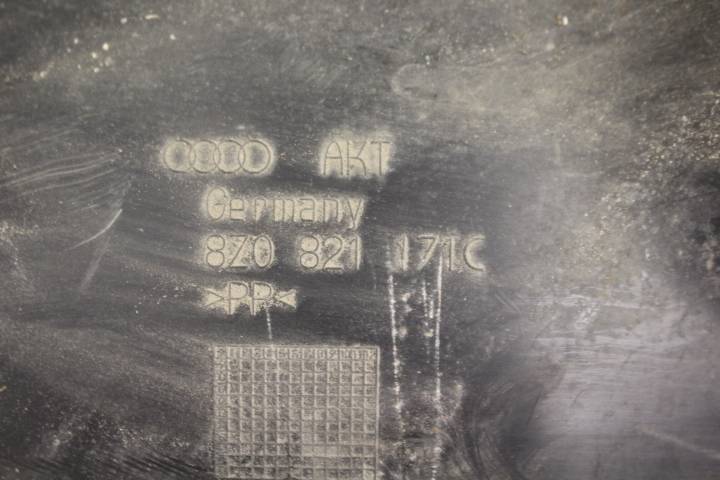 AKT
Germany
8Z0 821 171C
>PP<